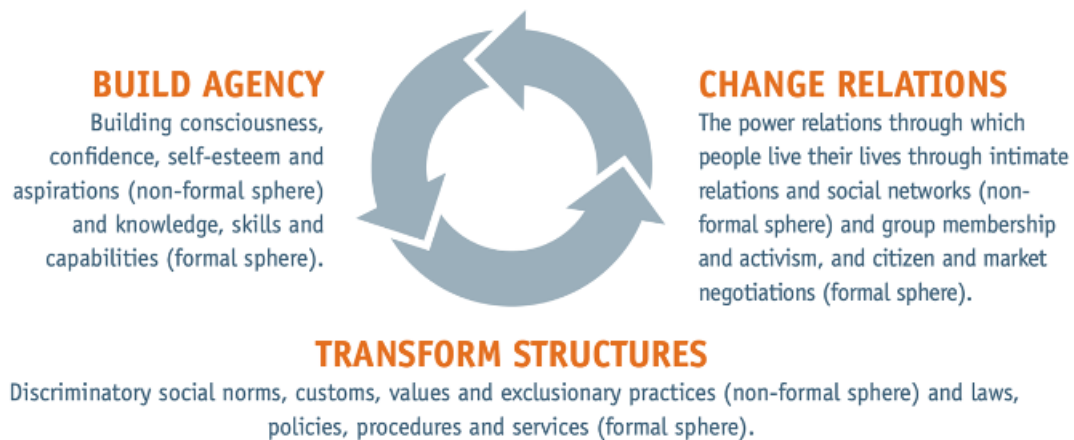 BUILD AGENCY
Building consciousness,
confidence, self-esteem and
aspirations (non-formal sphere)
and knowledge, skills and
capabilities (formal sphere).
CHANGE RELATIONS
The power relations through which
people live their lives through intimate
relations and social networks (non-
formal sphere) and group membership
and activism, and citizen and market
negotiations (formal sphere).
TRANSFORM STRUCTURES
Discriminatory social norms, customs, values and exclusionary practices (non-formal sphere) and laws,
policies, procedures and services (formal sphere).